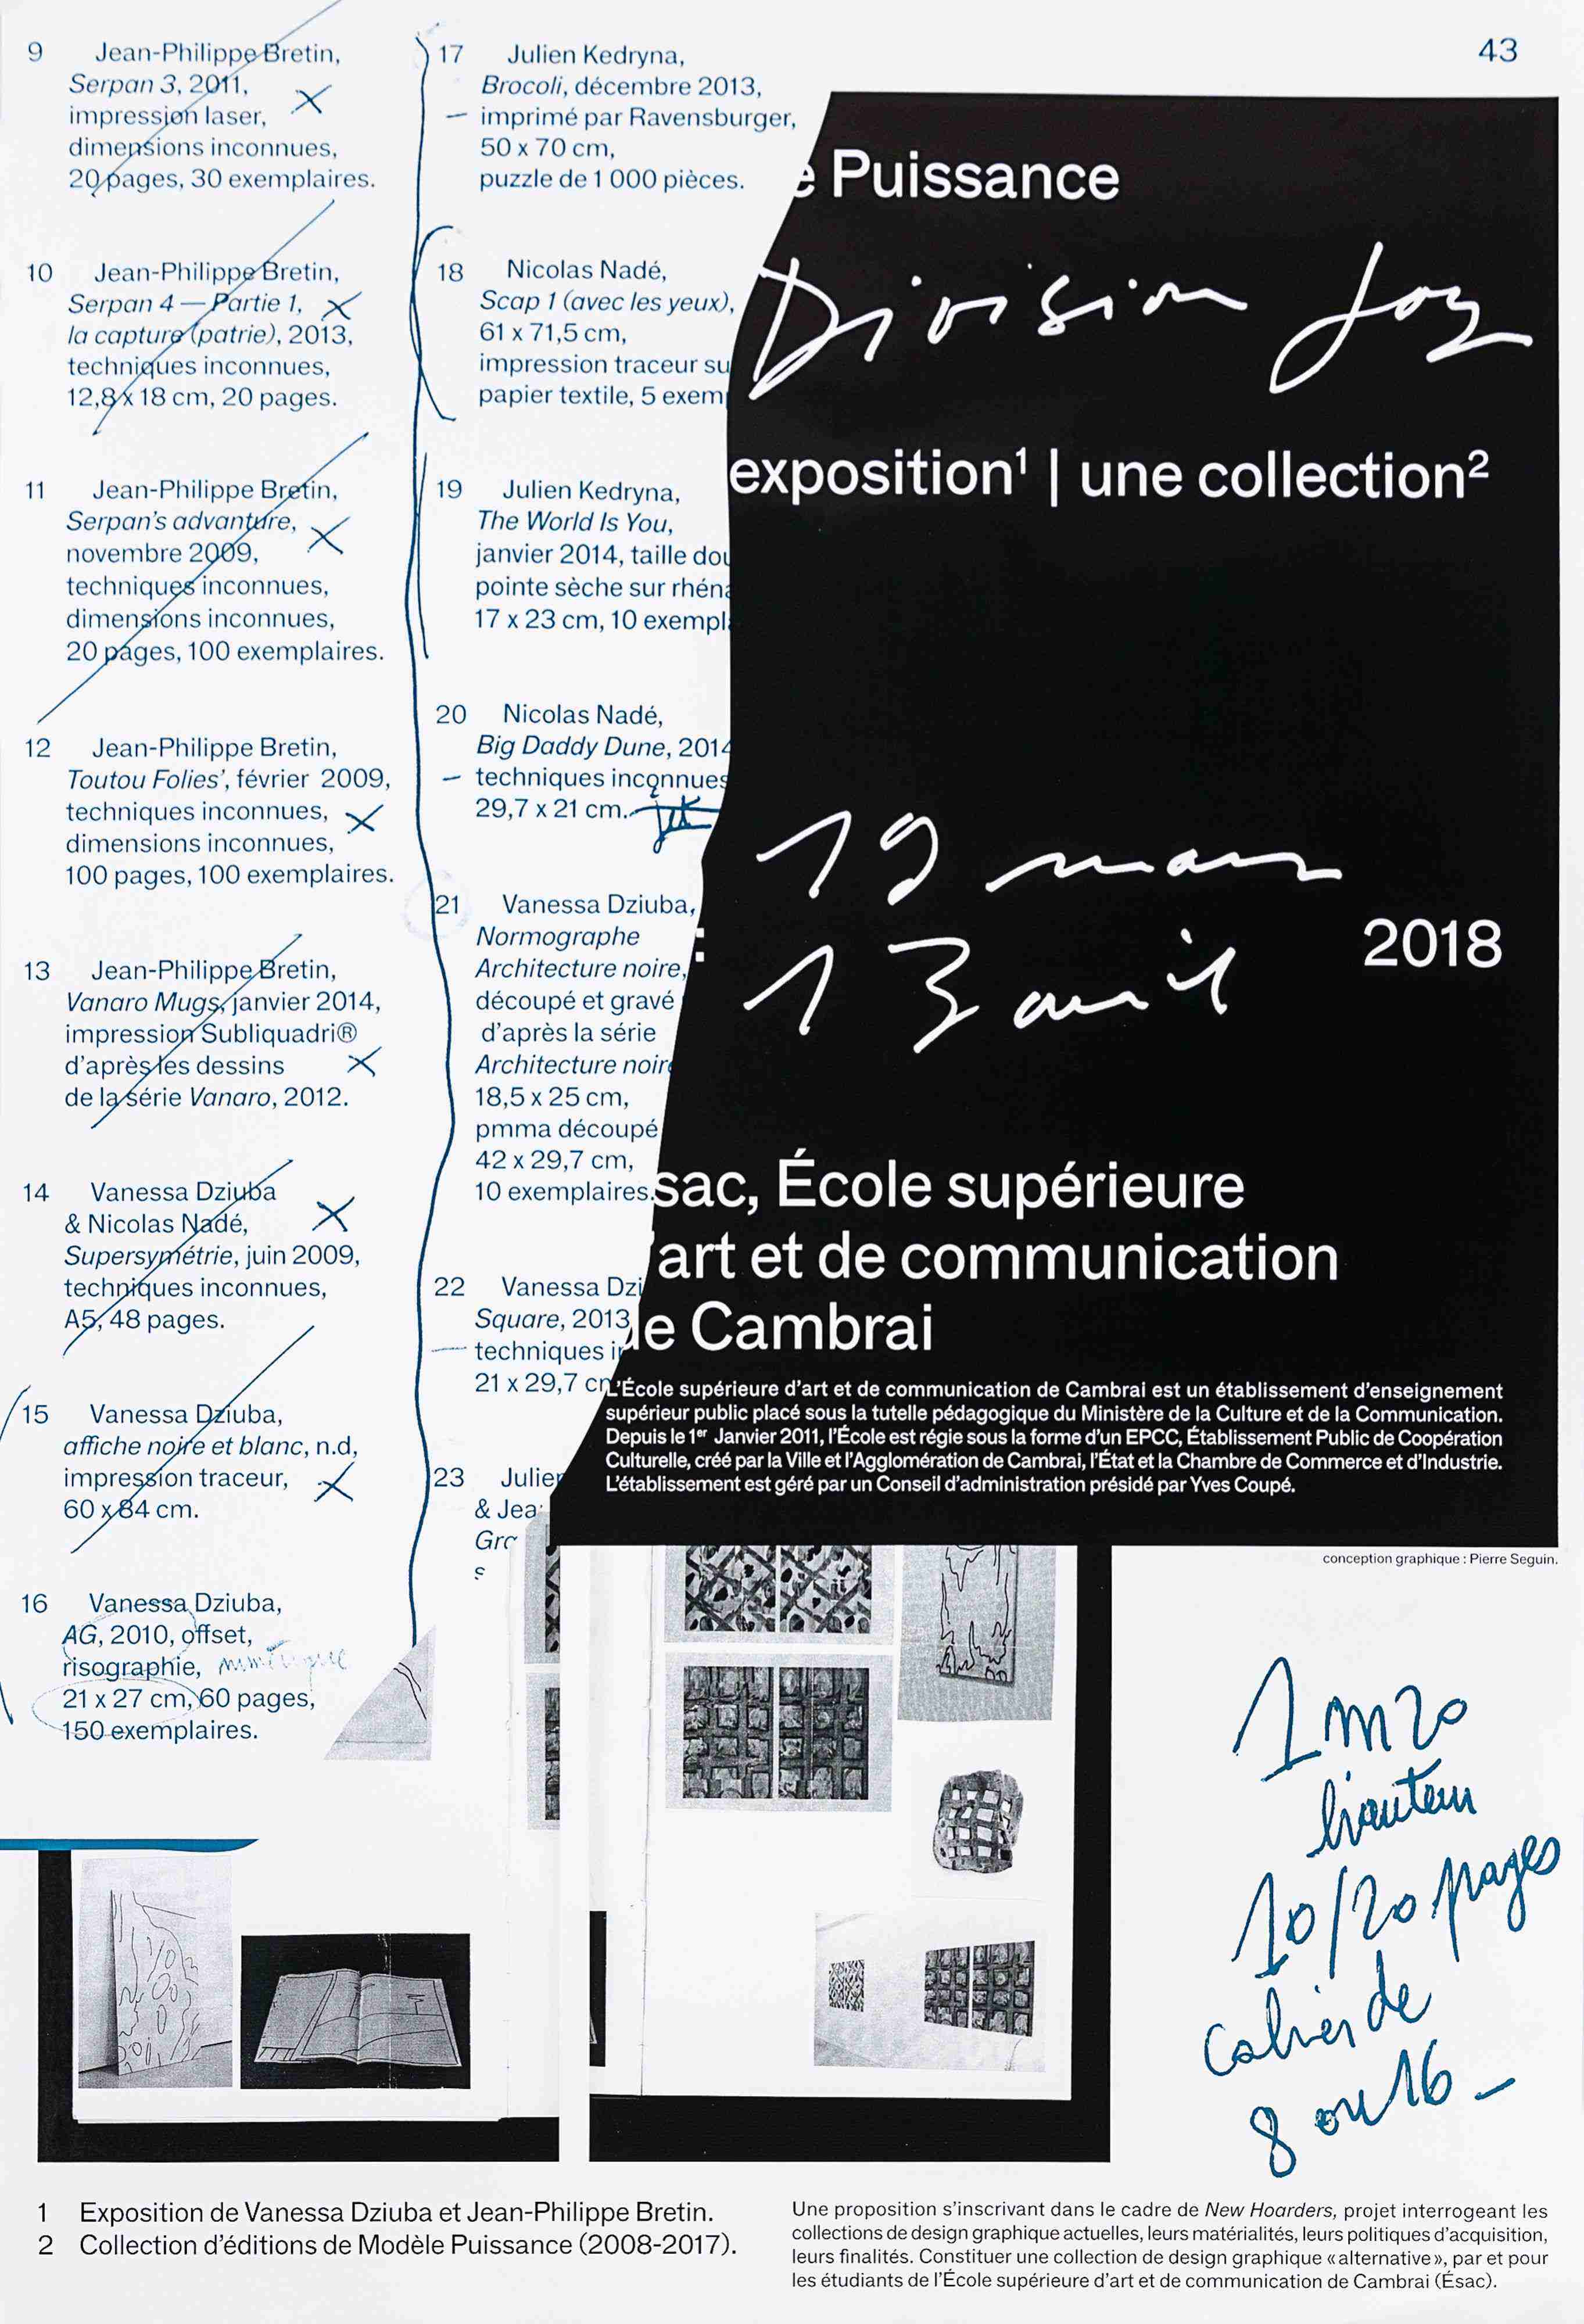 43
9 Jean-Philippe Bretin,
Serpan 3, 2011,
impression laser,
dimensions inconnues,
20 pages, 30 exemplaires.
10 Jean-Philippe Bretin,
Serpan 4 — Partie 1,
la capture (patrie), 2013,
techniques inconnues,
12,8 x 18 cm, 20 pages.
11 Jean-Philippe Bretin,
Serpan's advanture,
novembre 2009,
techniques inconnues,
dimensions inconnues,
20 pages, 100 exemplaires.
12 Jean-Philippe Bretin,
Toutou Folies', février 2009,
techniques inconnues,
dimensions inconnues,
100 pages, 100 exemplaires.
13 Jean-Philippe Bretin,
Vanaro Mugs, janvier 2014,
impression Subliquadri®
d'après les dessins
de la série Vanaro, 2012.
14 Vanessa Dziuba
& Nicolas Nadé,
Supersymétrie, juin 2009,
techniques inconnues,
A5, 48 pages.
15 Vanessa Dziuba,
affiche noire et blanc, n.d,
impression traceur,
60 x 84 cm.
16 Vanessa Dziuba,
AG, 2010, offset,
risographie,
21 x 27 cm, 60 pages,
150 exemplaires.
17 Julien Kedryna,
Brocoli, décembre 2013,
imprimé par Ravensburger,
50 x 70 cm,
puzzle de 1 000 pièces.
18 Nicolas Nadé,
Scap 1 (avec les yeux),
61 x 71,5 cm,
impression traceur su
papier textile, 5 exem
19 Julien Kedryna,
The World Is You,
janvier 2014, taille dou
pointe sèche sur rhéna
17 x 23 cm, 10 exempla
20 Nicolas Nadé,
Big Daddy Dune, 2014
techniques inconnues
29,7 x 21 cm.
21 Vanessa Dziuba,
Normographe
Architecture noire,
découpé et gravé
d'après la série
Architecture noire
18,5 x 25 cm,
pmma découpé
42 x 29,7 cm,
10 exemplaires.
22 Vanessa Dzi
Square, 2013
techniques in
21 x 29,7 cm
23 Julien
& Jea
Gra
s
e Puissance
Division Joy
exposition¹ | une collection²
19 mars
: 13 avril 2018
sac, École supérieure
'art et de communication
de Cambrai
L'École supérieure d'art et de communication de Cambrai est un établissement d'enseignement
supérieur public placé sous la tutelle pédagogique du Ministère de la Culture et de la Communication.
Depuis le 1er Janvier 2011, l'École est régie sous la forme d'un EPCC, Établissement Public de Coopération
Culturelle, créé par la Ville et l'Agglomération de Cambrai, l'État et la Chambre de Commerce et d'Industrie.
L'établissement est géré par un Conseil d'administration présidé par Yves Coupé.
conception graphique : Pierre Seguin.
1m20
hauteur
10/20 pages
cahier de
8 ou 16 –
1 Exposition de Vanessa Dziuba et Jean-Philippe Bretin.
2 Collection d'éditions de Modèle Puissance (2008-2017).
Une proposition s'inscrivant dans le cadre de New Hoarders, projet interrogeant les
collections de design graphique actuelles, leurs matérialités, leurs politiques d'acquisition,
leurs finalités. Constituer une collection de design graphique « alternative », par et pour
les étudiants de l'École supérieure d'art et de communication de Cambrai (Ésac).